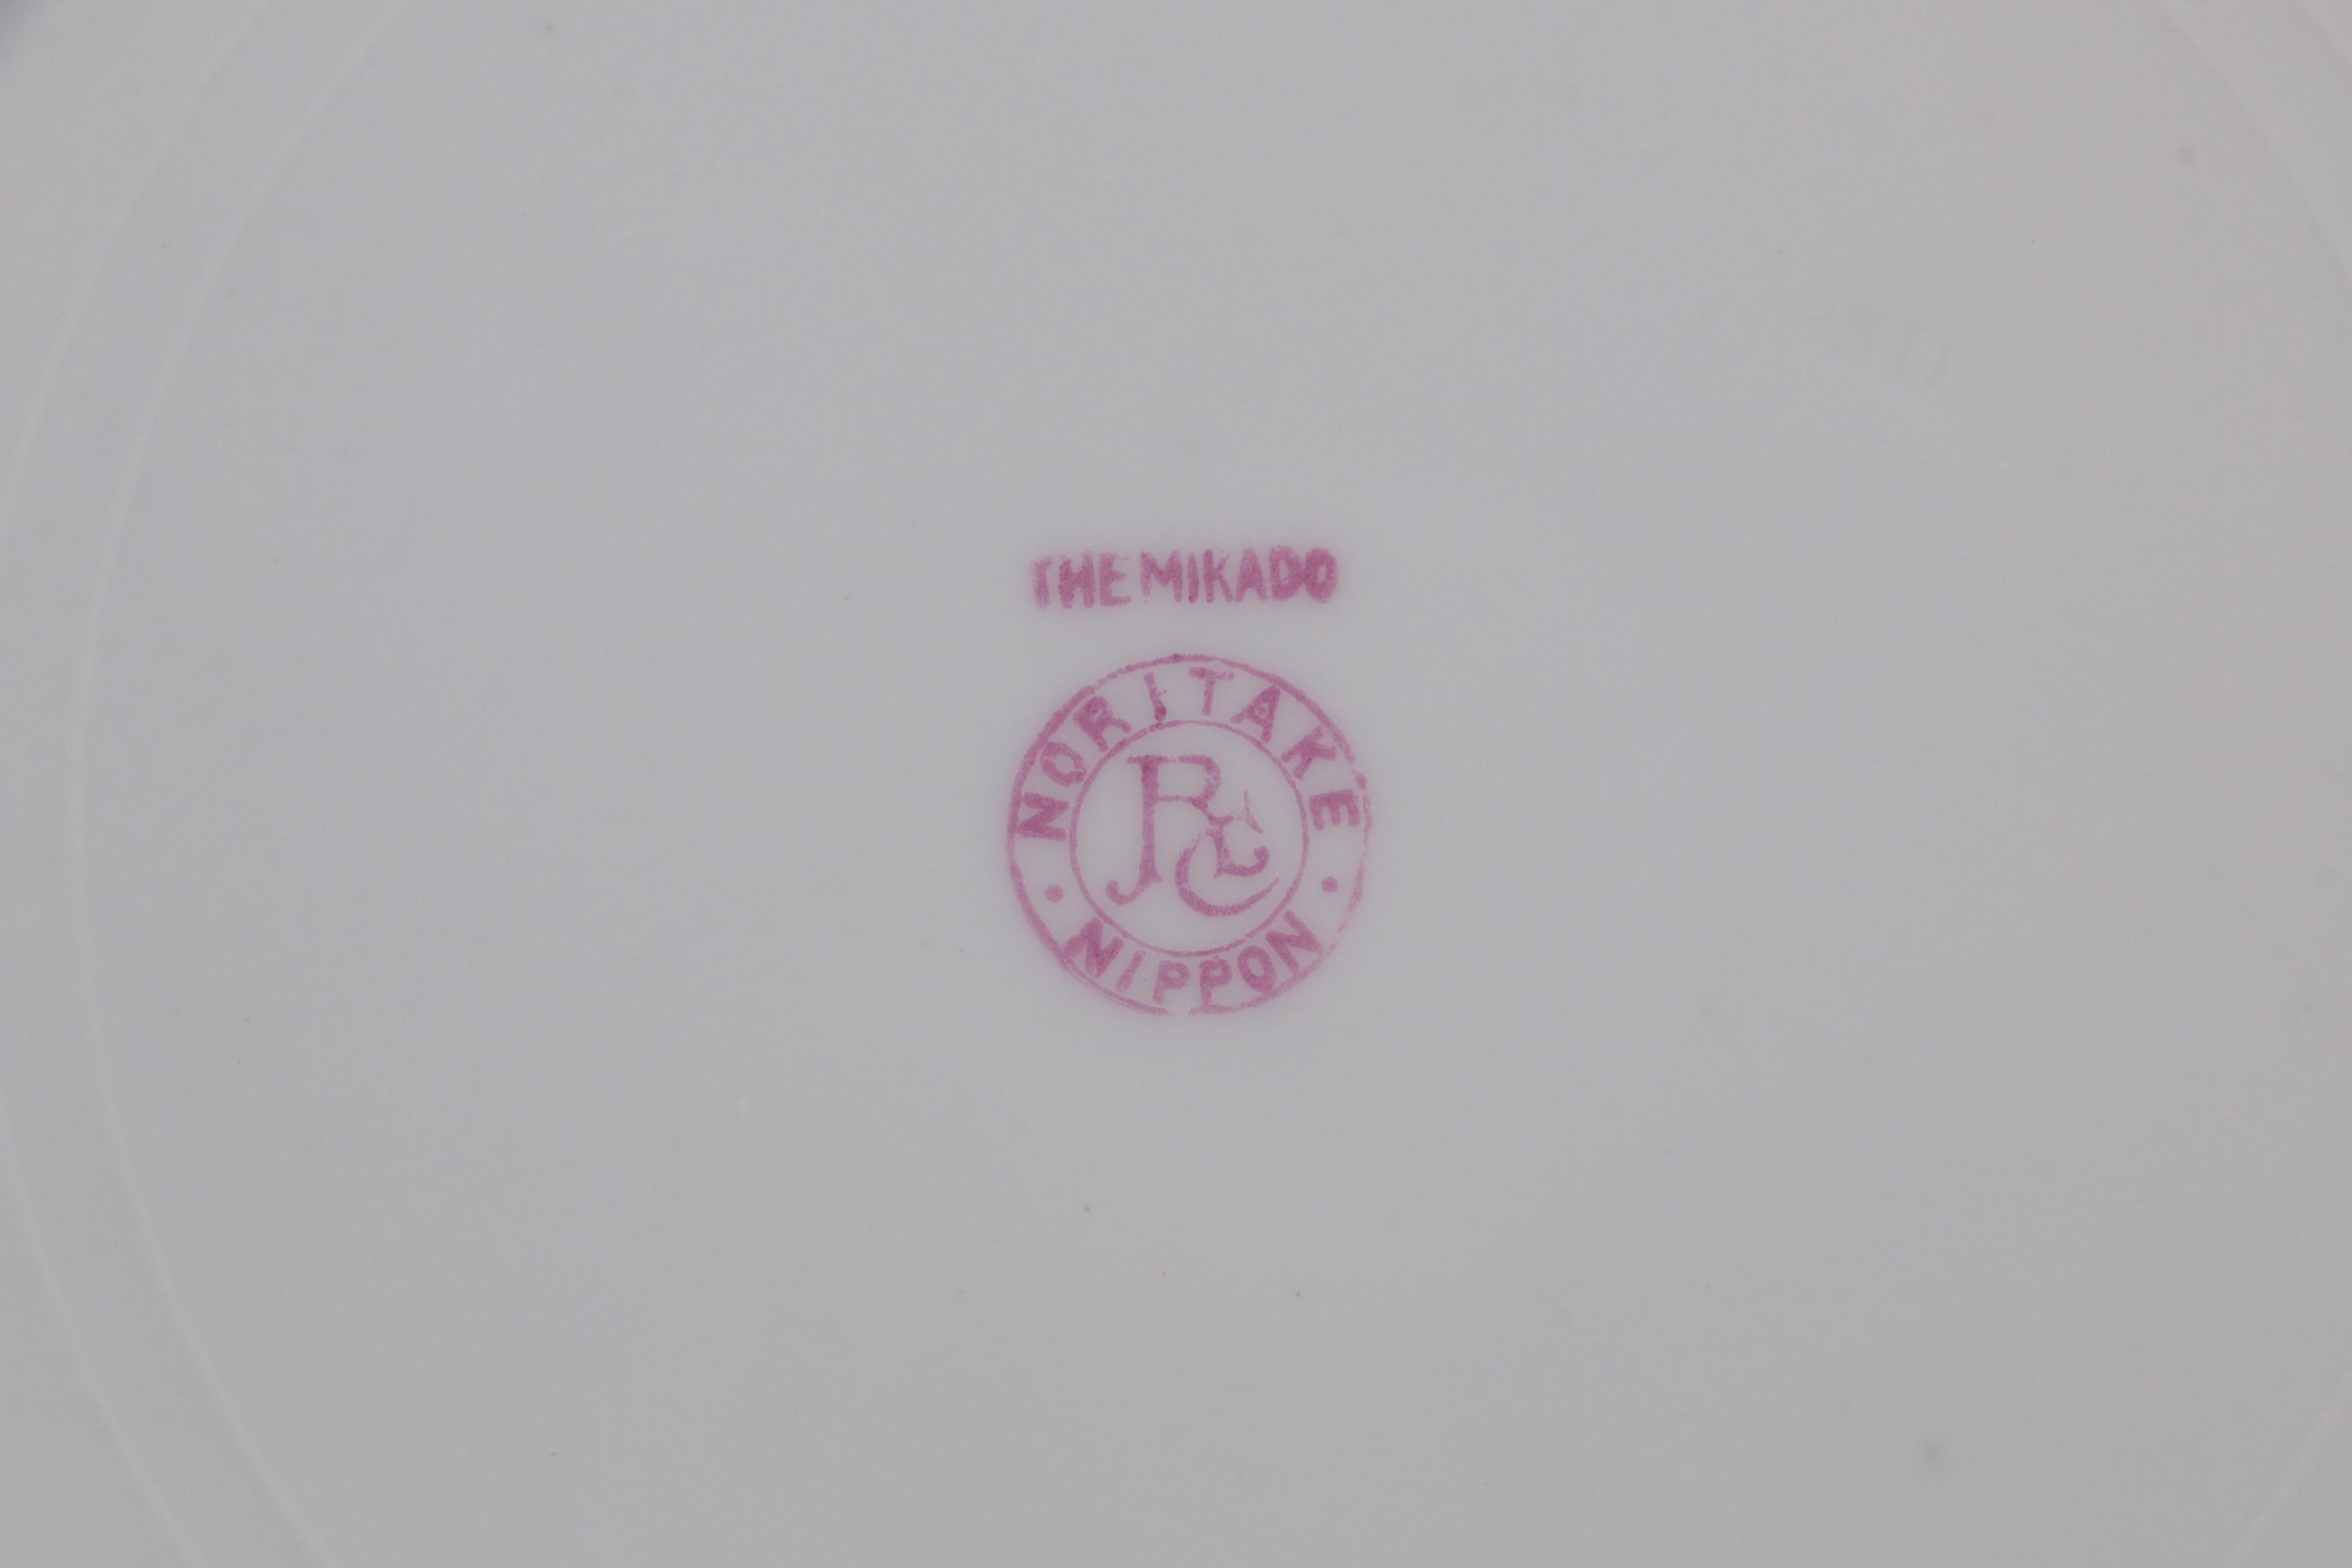 THE MIKADO
NORITAKE
RC
· NIPPON ·